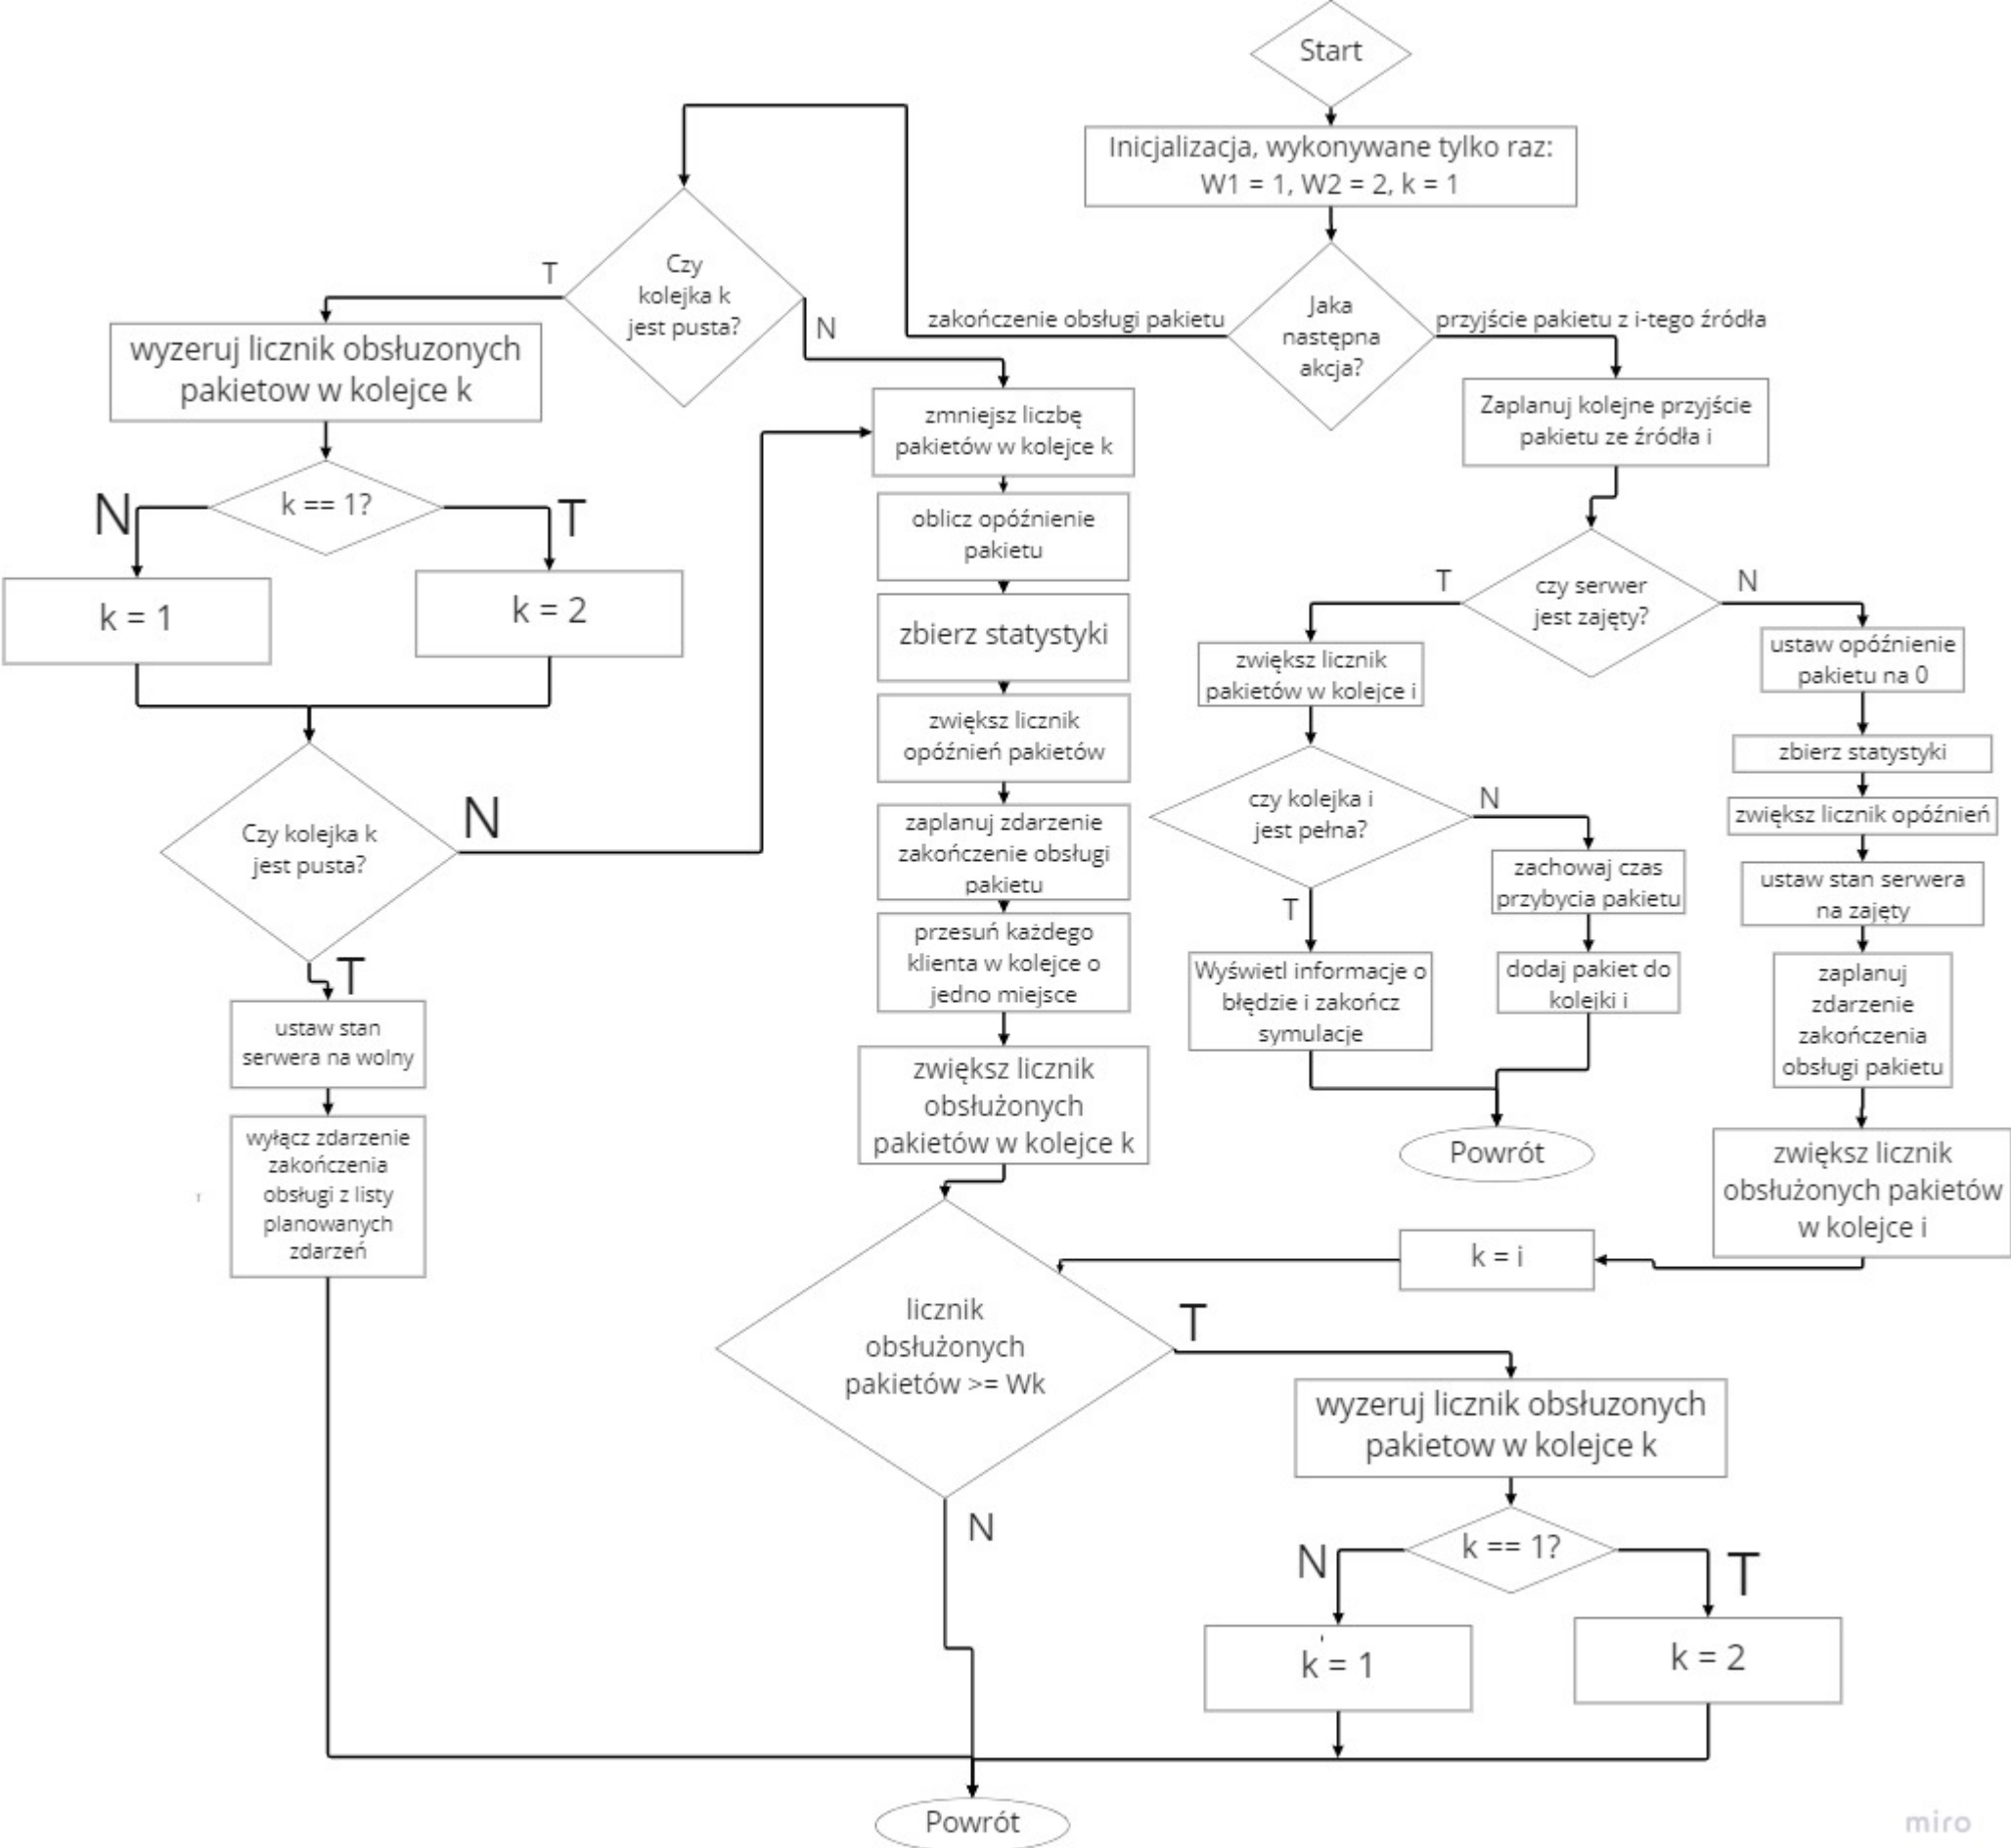 Start
Inicjalizacja, wykonywane tylko raz:
W1 = 1, W2 = 2, k = 1
Jaka
następna
akcja?
zakończenie obsługi pakietu
przyjście pakietu z i-tego źródła
Czy
kolejka k
jest pusta?
T
N
wyzeruj licznik obsłuzonych
pakietow w kolejce k
k == 1?
N
T
k = 1
k = 2
Czy kolejka k
jest pusta?
N
T
ustaw stan
serwera na wolny
wyłącz zdarzenie
zakończenia
obsługi z listy
planowanych
zdarzeń
T
zmniejsz liczbę
pakietów w kolejce k
oblicz opóźnienie
pakietu
zbierz statystyki
zwiększ licznik
opóźnień pakietów
zaplanuj zdarzenie
zakończenie obsługi
pakietu
przesuń każdego
klienta w kolejce o
jedno miejsce
zwiększ licznik
obsłużonych
pakietów w kolejce k
licznik
obsłużonych
pakietów >= Wk
T
N
Zaplanuj kolejne przyjście
pakietu ze źródła i
czy serwer
jest zajęty?
T
N
zwiększ licznik
pakietów w kolejce i
czy kolejka i
jest pełna?
N
T
zachowaj czas
przybycia pakietu
Wyświetl informacje o
błędzie i zakończ
symulacje
dodaj pakiet do
kolejki i
Powrót
ustaw opóźnienie
pakietu na 0
zbierz statystyki
zwiększ licznik opóźnień
ustaw stan serwera
na zajęty
zaplanuj
zdarzenie
zakończenia
obsługi pakietu
zwiększ licznik
obsłużonych pakietów
w kolejce i
k = i
wyzeruj licznik obsłuzonych
pakietow w kolejce k
k == 1?
N
T
k = 1
k = 2
Powrót
miro